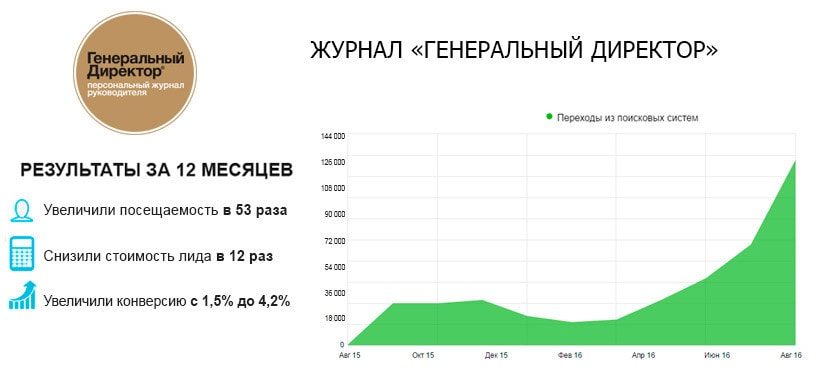 Генеральный
Директор®
персональный журнал
руководителя
ЖУРНАЛ «ГЕНЕРАЛЬНЫЙ ДИРЕКТОР»
РЕЗУЛЬТАТЫ ЗА 12 МЕСЯЦЕВ
Увеличили посещаемость в 53 раза
Снизили стоимость лида в 12 раз
Увеличили конверсию с 1,5% до 4,2%
Переходы из поисковых систем
144 000
126 000
108 000
90 000
72 000
54 000
36 000
18 000
0
Авг 15
Окт 15
Дек 15
Фев 16
Апр 16
Июн 16
Авг 16